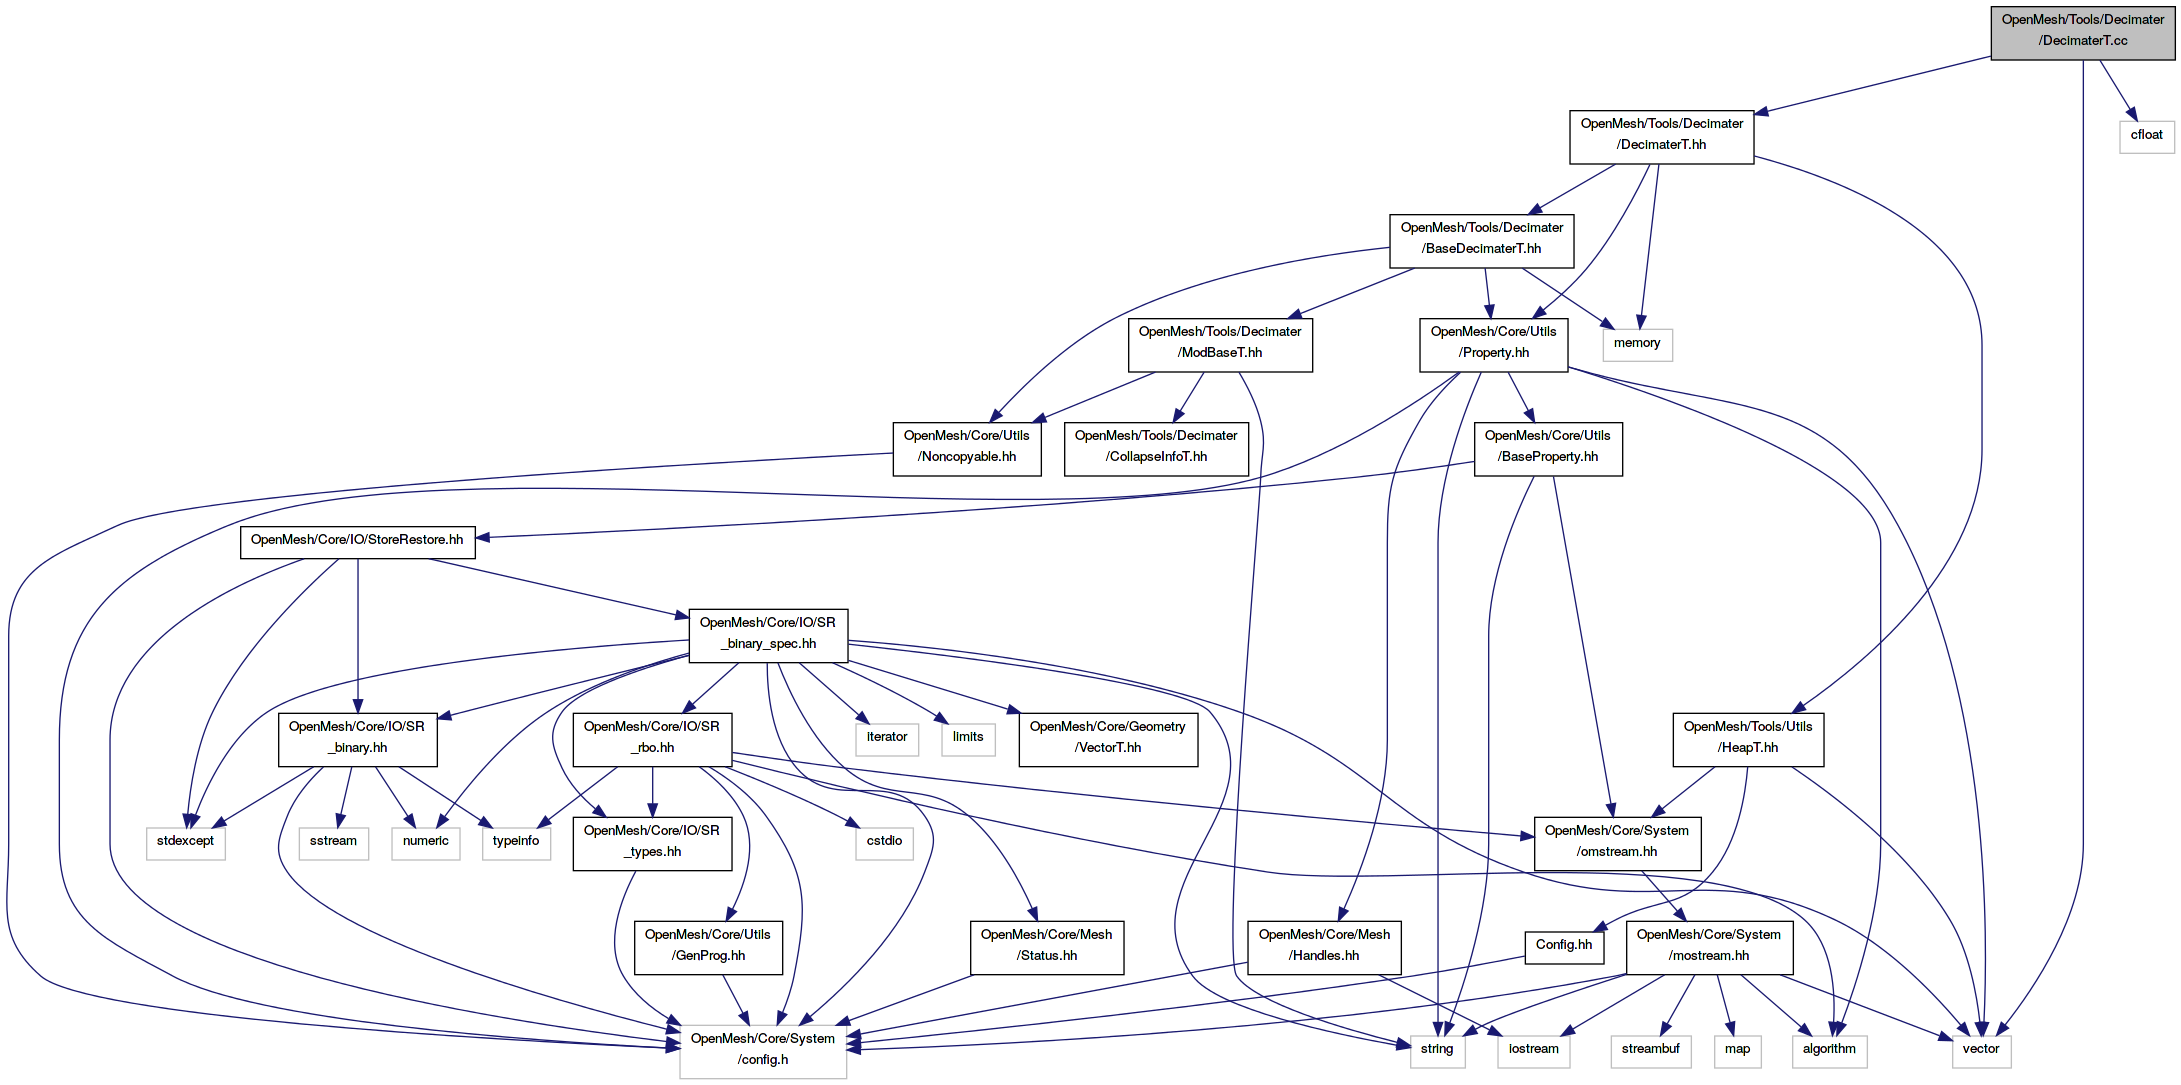 OpenMesh/Tools/Decimater
/DecimaterT.cc
OpenMesh/Tools/Decimater
/DecimaterT.hh
cfloat
OpenMesh/Tools/Decimater
/BaseDecimaterT.hh
OpenMesh/Tools/Decimater
/ModBaseT.hh
OpenMesh/Core/Utils
/Property.hh
memory
OpenMesh/Core/Utils
/Noncopyable.hh
OpenMesh/Tools/Decimater
/CollapseInfoT.hh
OpenMesh/Core/Utils
/BaseProperty.hh
OpenMesh/Core/IO/StoreRestore.hh
OpenMesh/Core/IO/SR
_binary_spec.hh
OpenMesh/Core/IO/SR
_binary.hh
OpenMesh/Core/IO/SR
_rbo.hh
iterator
limits
OpenMesh/Core/Geometry
/VectorT.hh
OpenMesh/Tools/Utils
/HeapT.hh
stdexcept
sstream
numeric
typeinfo
OpenMesh/Core/IO/SR
_types.hh
cstdio
OpenMesh/Core/System
/omstream.hh
OpenMesh/Core/Utils
/GenProg.hh
OpenMesh/Core/Mesh
/Status.hh
OpenMesh/Core/Mesh
/Handles.hh
Config.hh
OpenMesh/Core/System
/mostream.hh
OpenMesh/Core/System
/config.h
string
iostream
streambuf
map
algorithm
vector